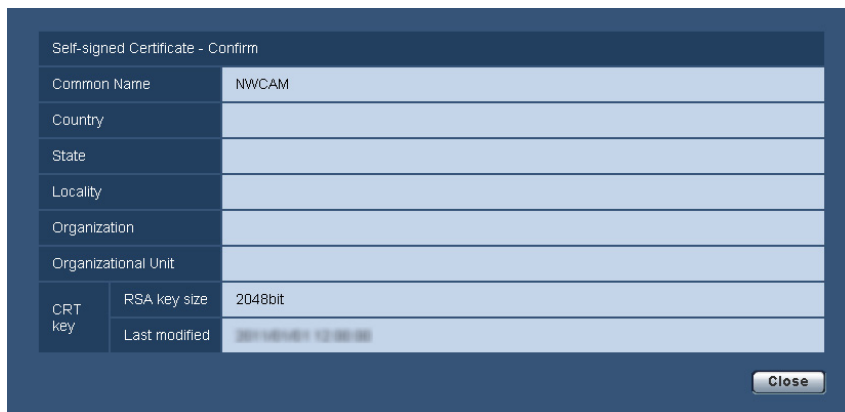 Self-signed Certificate - Confirm
Common Name NWCAM
Country
State
Locality
Organization
Organizational Unit
CRT key
RSA key size 2048bit
Last modified
Close